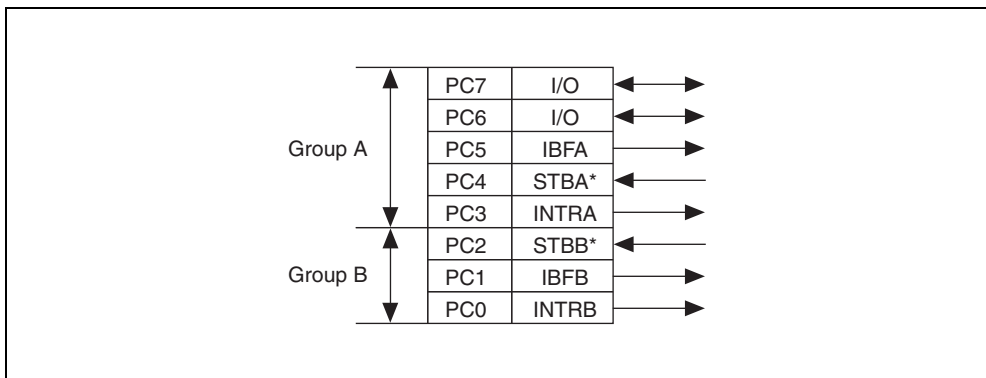 PC7 I/O
PC6 I/O
Group A PC5 IBFA
PC4 STBA*
PC3 INTRA
PC2 STBB*
Group B PC1 IBFB
PC0 INTRB